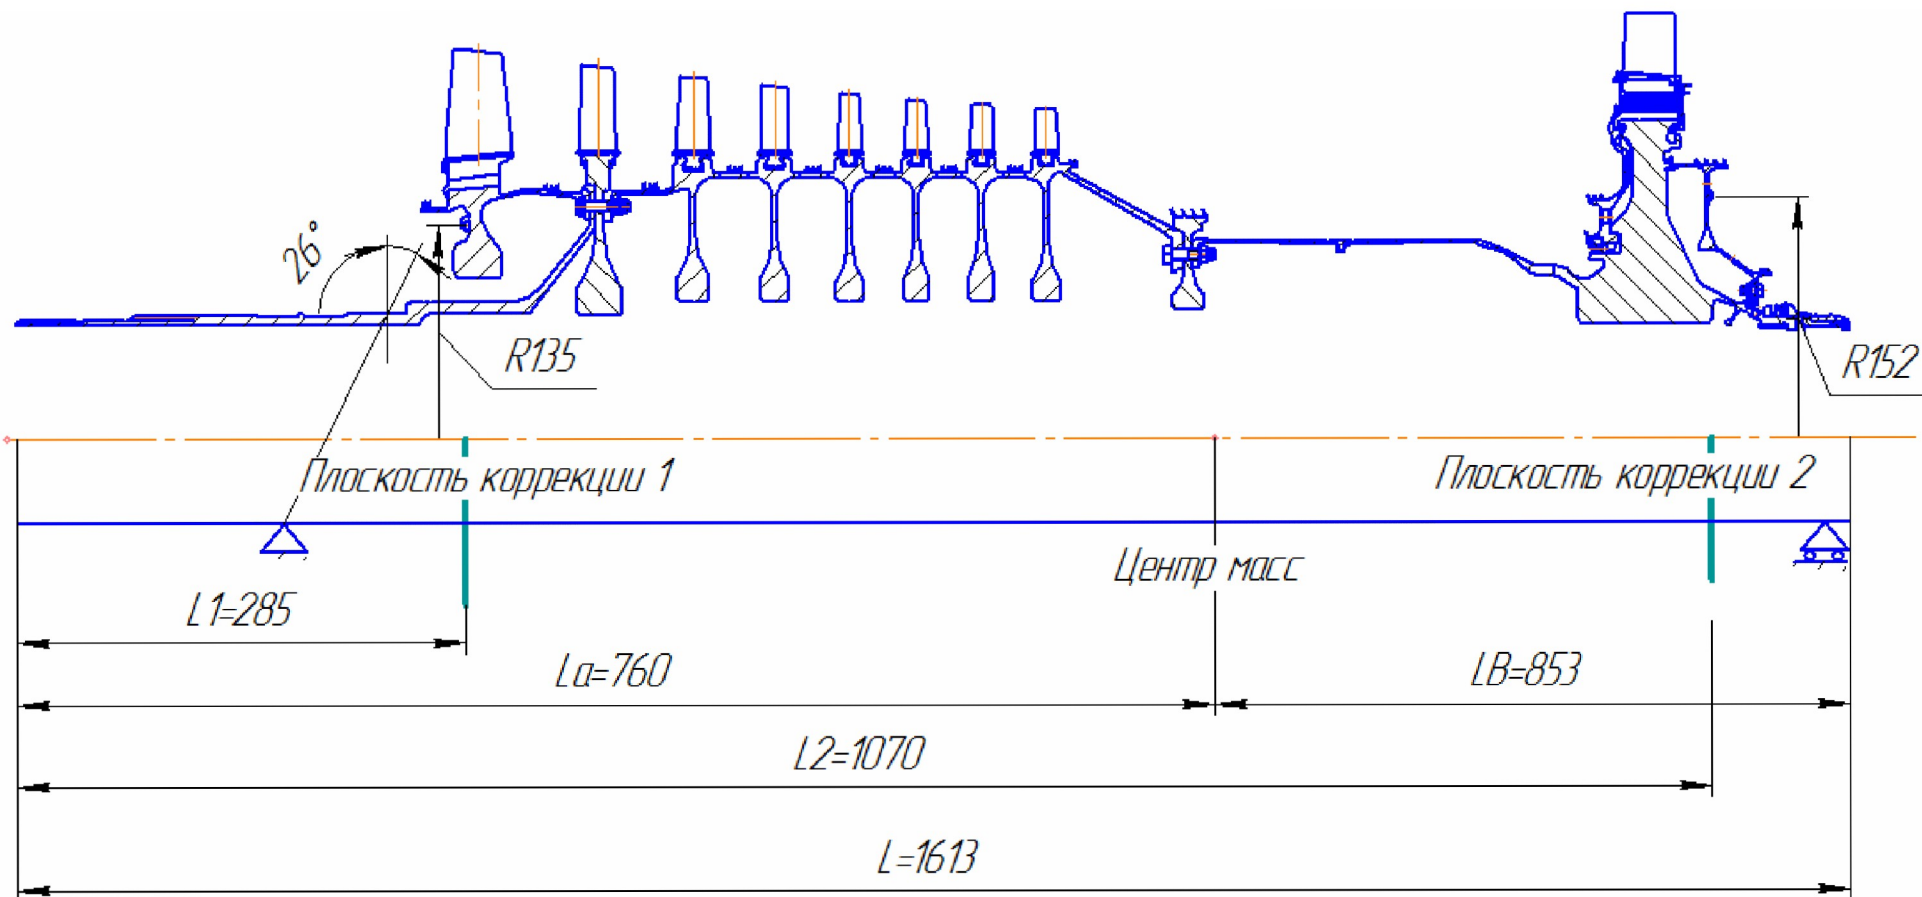 26°
R135
R152
Плоскость коррекции 1
Плоскость коррекции 2
Центр масс
L1=285
La=760
LB=853
L2=1070
L=1613